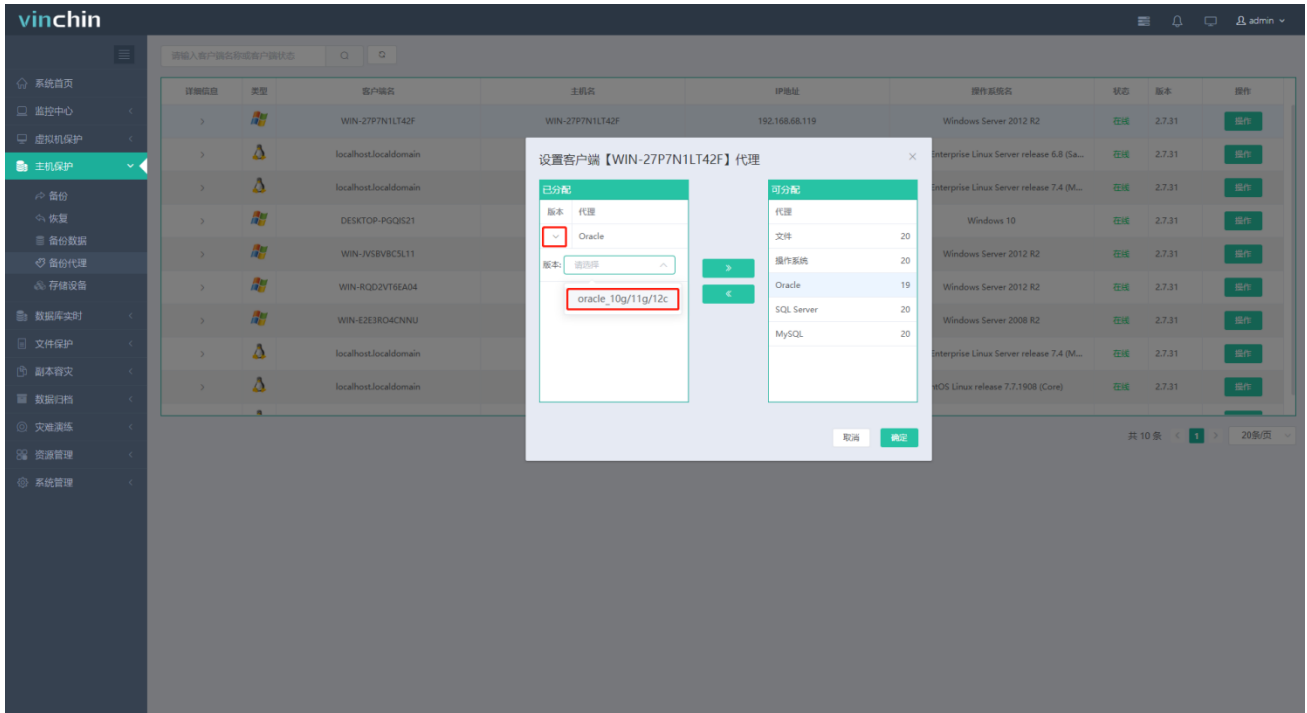 vinchin
admin
请输入客户端名称或客户端状态
系统首页
监控中心
虚拟机保护
主机保护
备份
恢复
备份数据
备份代理
存储设备
数据库实时
文件保护
副本容灾
数据归档
灾难演练
资源管理
系统管理
详细信息 类型 客户端名 主机名 IP地址 操作系统名 状态 版本 操作
WIN-27P7N1LT42F WIN-27P7N1LT42F 192.168.68.119 Windows Server 2012 R2 在线 2.7.31 操作
localhost.localdomain Enterprise Linux Server release 6.8 (Sa... 在线 2.7.31 操作
localhost.localdomain Enterprise Linux Server release 7.4 (M... 在线 2.7.31 操作
DESKTOP-PGQIS21 Windows 10 在线 2.7.31 操作
WIN-JVSBVBC5L11 Windows Server 2012 R2 在线 2.7.31 操作
WIN-RQD2VT6EA04 Windows Server 2012 R2 在线 2.7.31 操作
WIN-E2E3RO4CNNU Windows Server 2008 R2 在线 2.7.31 操作
localhost.localdomain Enterprise Linux Server release 7.4 (M... 在线 2.7.31 操作
localhost.localdomain ntOS Linux release 7.7.1908 (Core) 在线 2.7.31 操作
共 10 条 1 20条/页
设置客户端【WIN-27P7N1LT42F】代理
已分配
版本 代理
Oracle
版本: 请选择
oracle_10g/11g/12c
可分配
代理
文件 20
操作系统 20
Oracle 19
SQL Server 20
MySQL 20
取消 确定